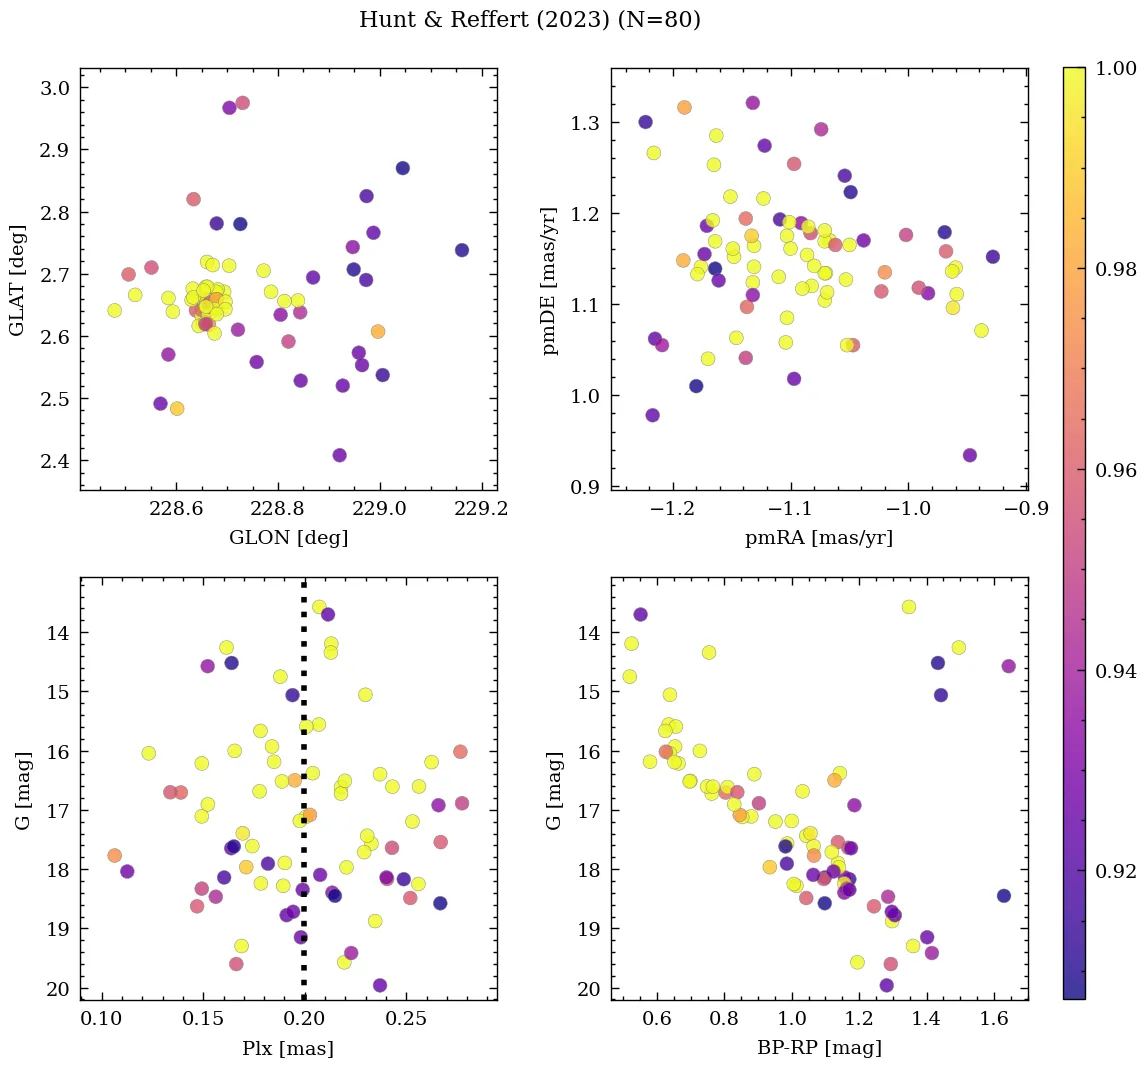 Hunt & Reffert (2023) (N=80)
3.0
2.9
2.8
2.7
2.6
2.5
2.4
GLAT [deg]
228.6 228.8 229.0 229.2
GLON [deg]
1.3
1.2
1.1
1.0
0.9
pmDE [mas/yr]
−1.2 −1.1 −1.0 −0.9
pmRA [mas/yr]
14
15
16
17
18
19
20
G [mag]
0.10 0.15 0.20 0.25
Plx [mas]
14
15
16
17
18
19
20
G [mag]
0.6 0.8 1.0 1.2 1.4 1.6
BP-RP [mag]
1.00
0.98
0.96
0.94
0.92